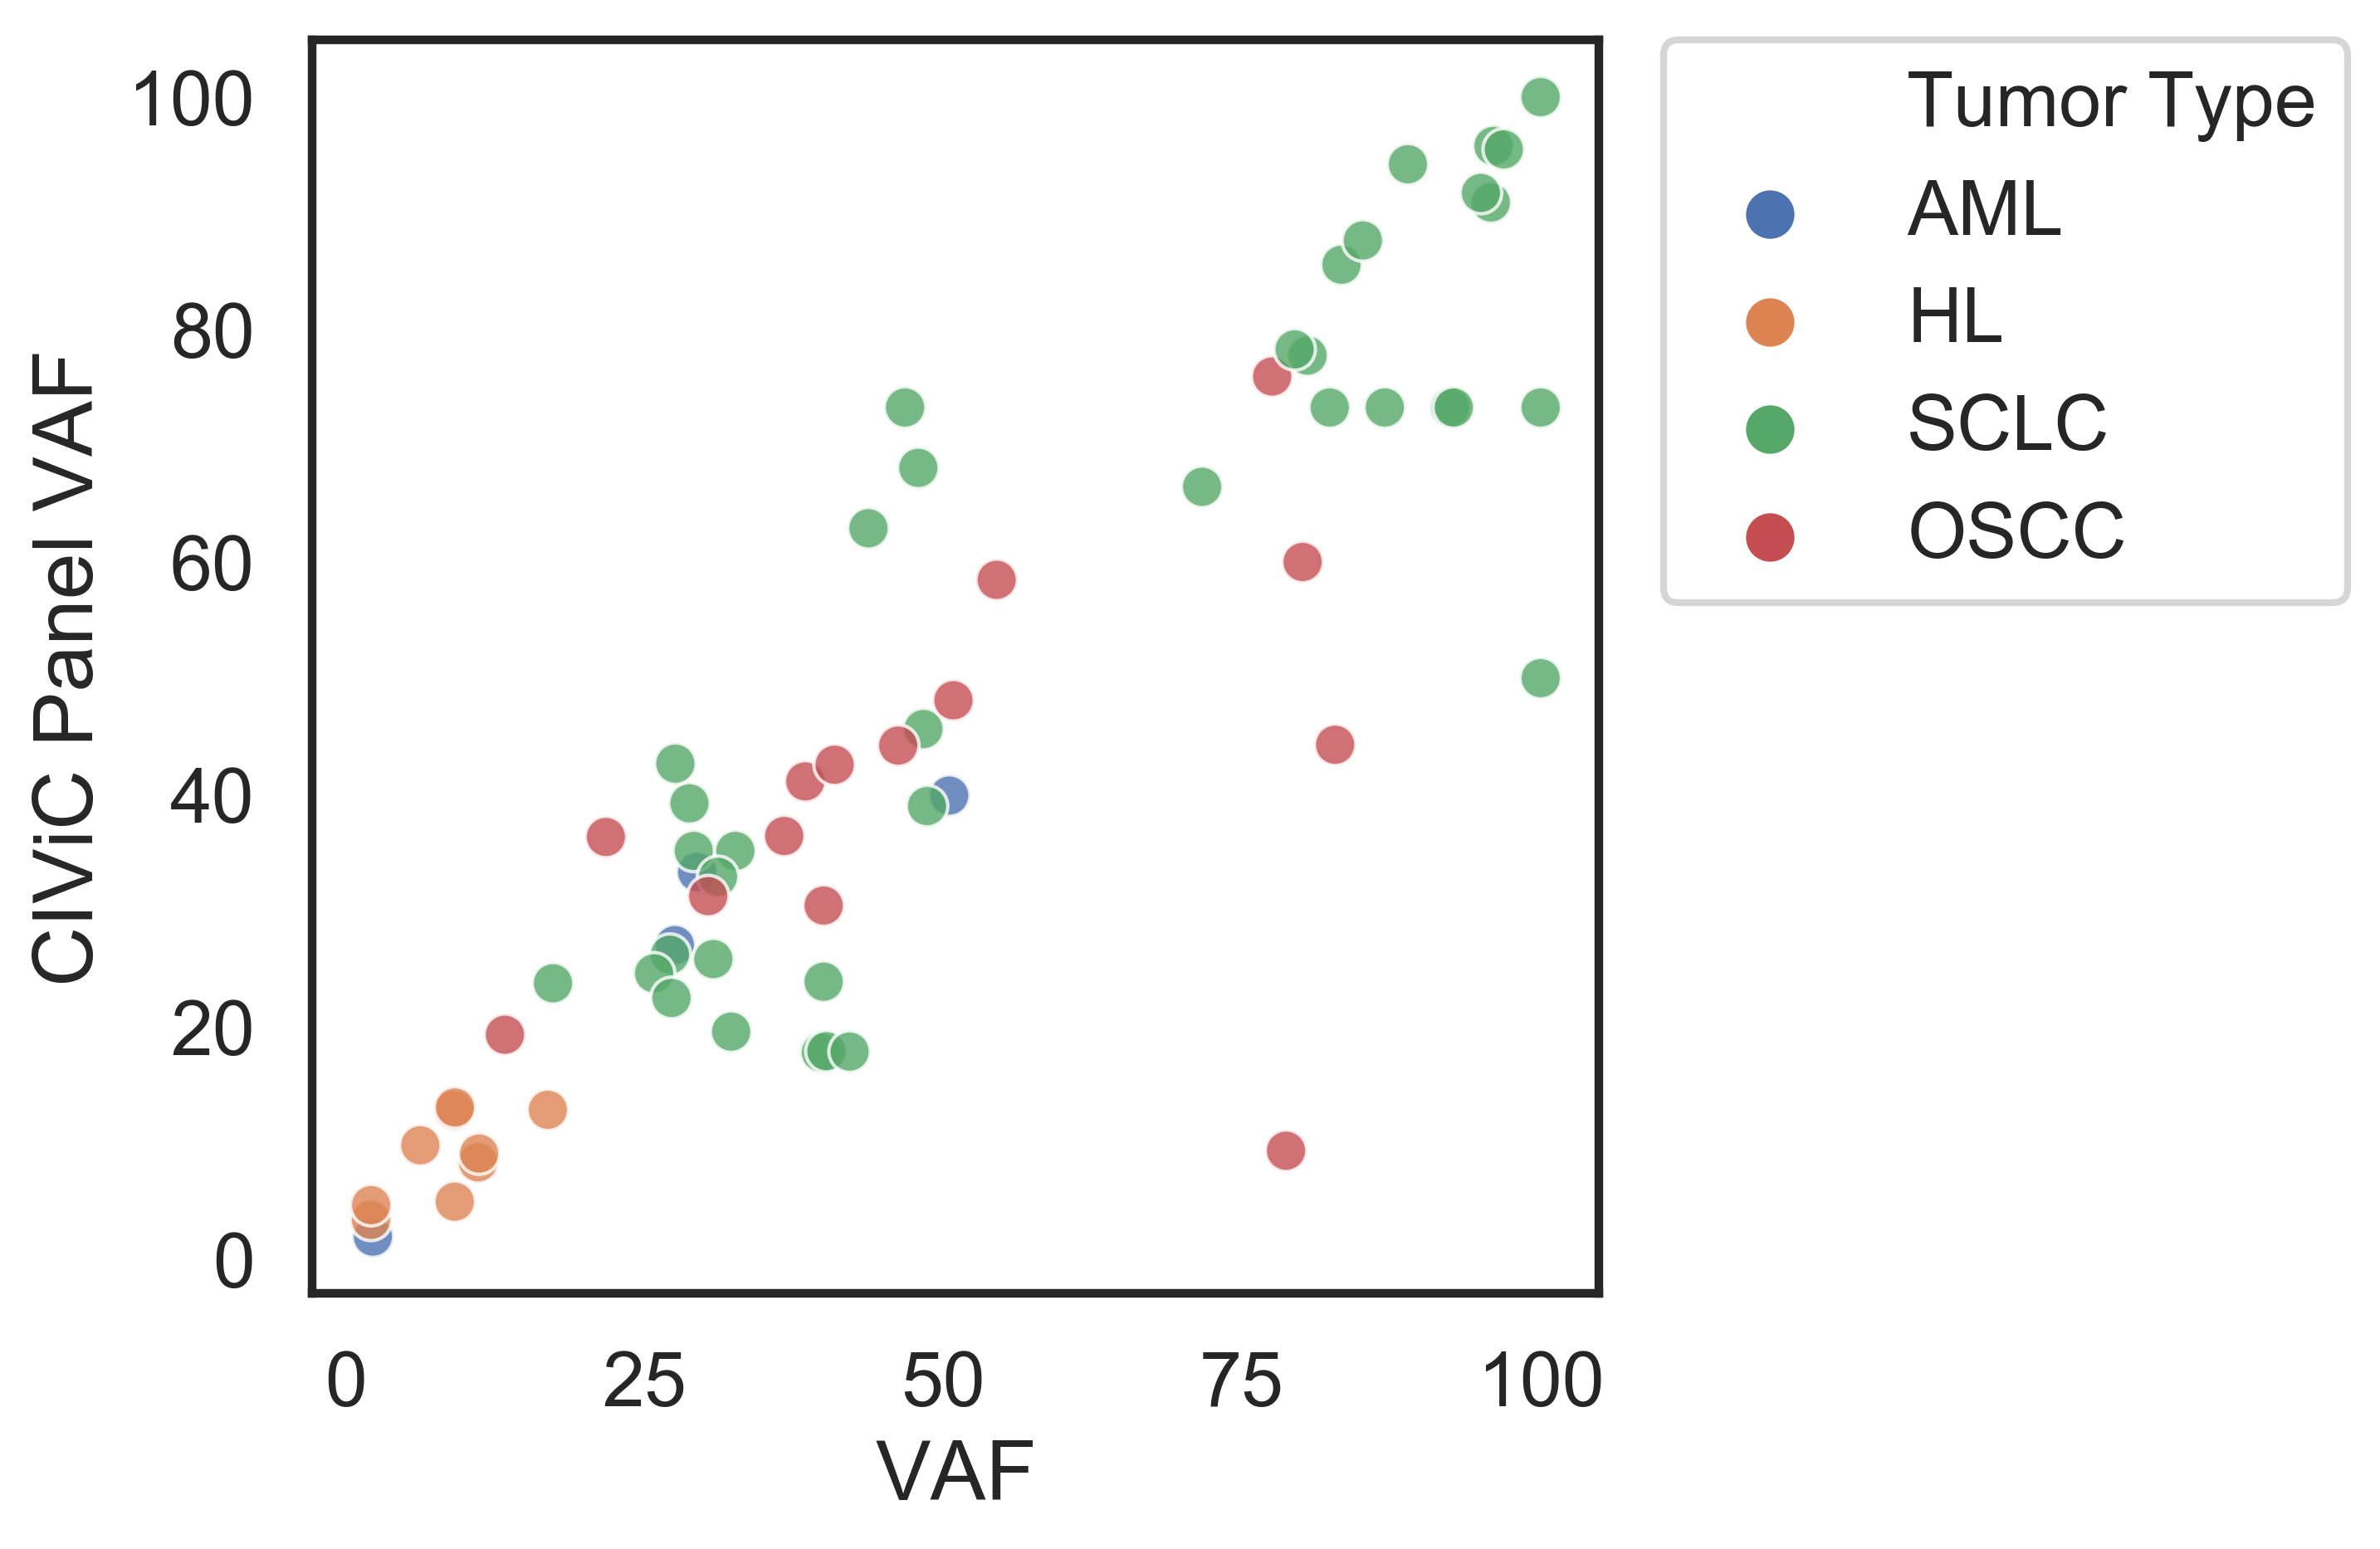 CIViC Panel VAF
100
80
60
40
20
0
0 25 50 75 100
VAF
Tumor Type
AML
HL
SCLC
OSCC